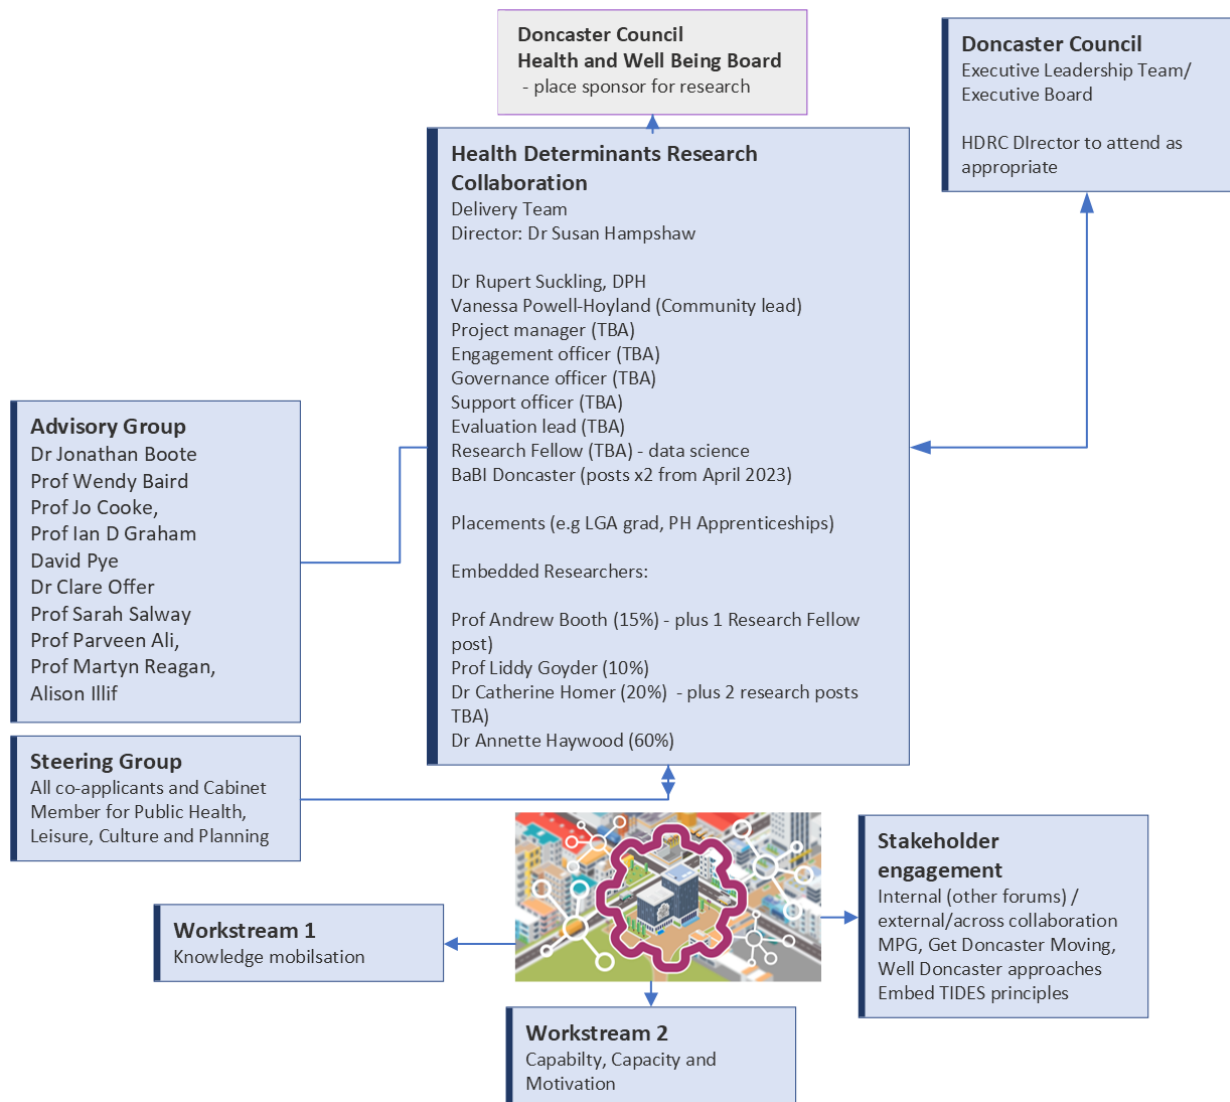 Doncaster Council
Health and Well Being Board
- place sponsor for research
Doncaster Council
Executive Leadership Team/
Executive Board
HDRC DIrector to attend as
appropriate
Health Determinants Research
Collaboration
Delivery Team
Director: Dr Susan Hampshaw
Dr Rupert Suckling, DPH
Vanessa Powell-Hoyland (Community lead)
Project manager (TBA)
Engagement officer (TBA)
Governance officer (TBA)
Support officer (TBA)
Evaluation lead (TBA)
Research Fellow (TBA) - data science
BaBI Doncaster (posts x2 from April 2023)
Placements (e.g LGA grad, PH Apprenticeships)
Embedded Researchers:
Prof Andrew Booth (15%) - plus 1 Research Fellow
post)
Prof Liddy Goyder (10%)
Dr Catherine Homer (20%)  - plus 2 research posts
TBA)
Dr Annette Haywood (60%)
Advisory Group
Dr Jonathan Boote
Prof Wendy Baird
Prof Jo Cooke,
Prof Ian D Graham
David Pye
Dr Clare Offer
Prof Sarah Salway
Prof Parveen Ali,
Prof Martyn Reagan,
Alison Illif
Steering Group
All co-applicants and Cabinet
Member for Public Health,
Leisure, Culture and Planning
Stakeholder
engagement
Internal (other forums) /
external/across collaboration
MPG, Get Doncaster Moving,
Well Doncaster approaches
Embed TIDES principles
Workstream 1
Knowledge mobilisation
Workstream 2
Capabilty, Capacity and
Motivation